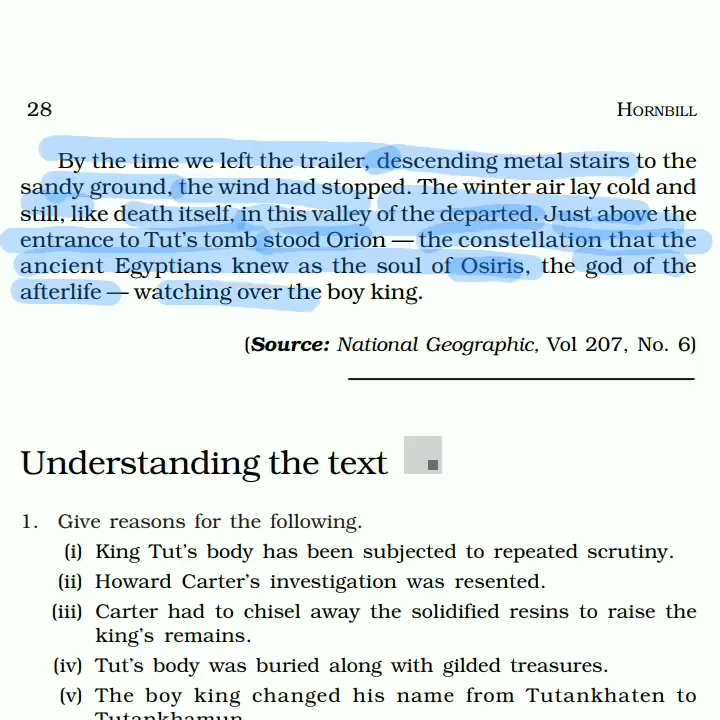 28
HORNBILL
By the time we left the trailer, descending metal stairs to the
sandy ground, the wind had stopped. The winter air lay cold and
still, like death itself, in this valley of the departed. Just above the
entrance to Tut's tomb stood Orion — the constellation that the
ancient Egyptians knew as the soul of Osiris, the god of the
afterlife — watching over the boy king.
(Source: National Geographic, Vol 207, No. 6)
Understanding the text
1. Give reasons for the following.
(i) King Tut's body has been subjected to repeated scrutiny.
(ii) Howard Carter's investigation was resented.
(iii) Carter had to chisel away the solidified resins to raise the
king's remains.
(iv) Tut's body was buried along with gilded treasures.
(v) The boy king changed his name from Tutankhaten to
Tutankhamun.